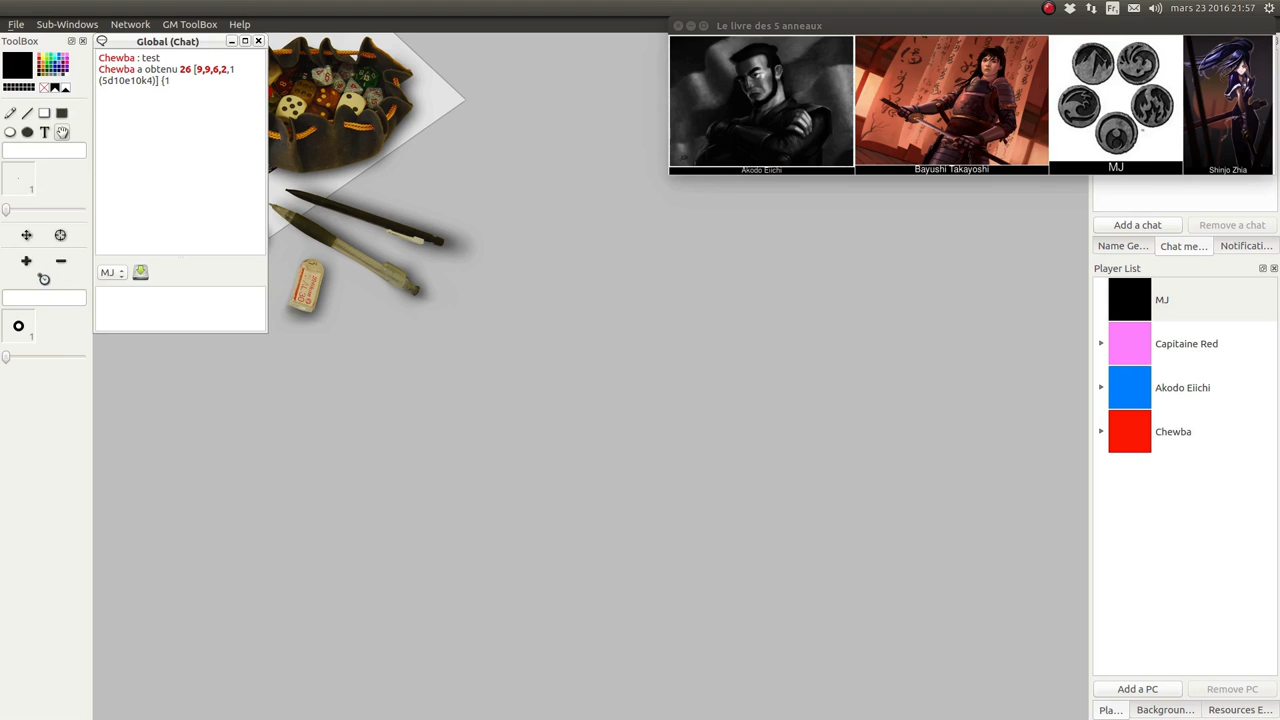 Fr,
mars 23 2016 21:57
File Sub-Windows Network GM ToolBox Help
Le livre des 5 anneaux
ToolBox
Global (Chat)
Chewba : test
Chewba a obtenu 26 [9,9,6,2,1
(5d10e10k4)] {1
T
1
MJ
1
Akodo Eiichi
Bayushi Takayoshi
MJ
Shinjo Zhia
Add a chat
Remove a chat
Name Ge...
Chat me...
Notificati...
Player List
MJ
Capitaine Red
Akodo Eiichi
Chewba
Add a PC
Remove PC
Pla...
Backgroun...
Resources E...